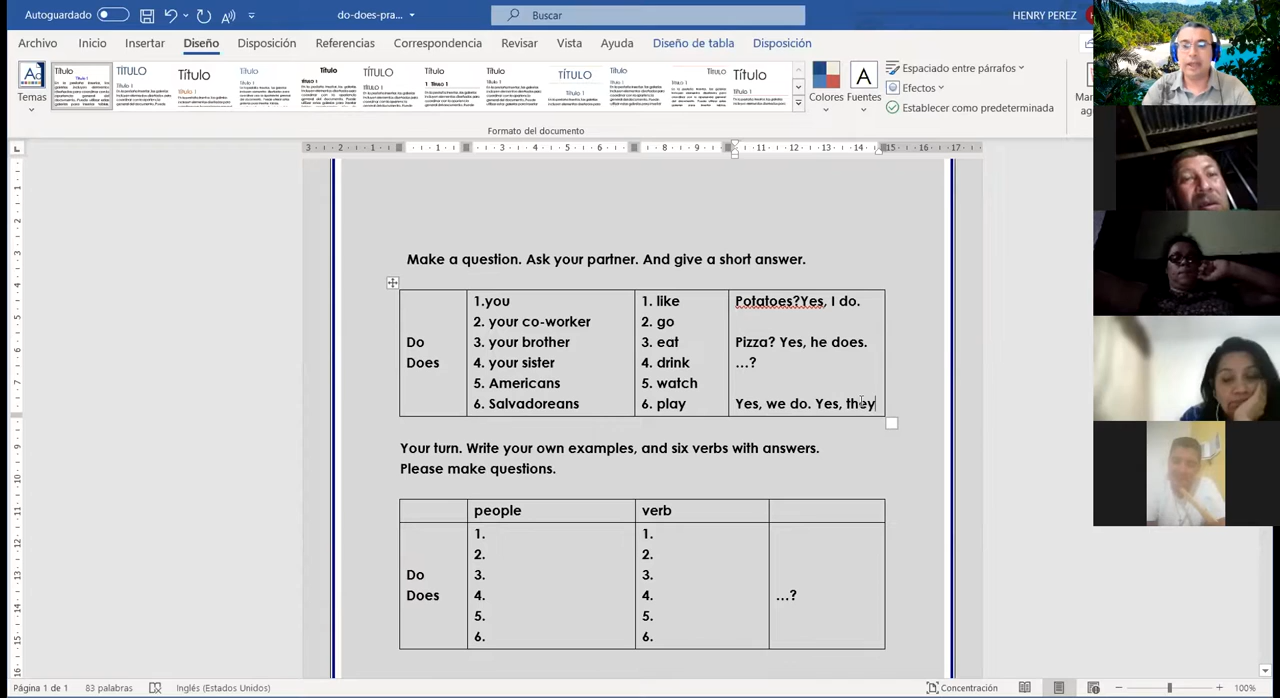 Autoguardado
do-does-pra...
Buscar
HENRY PEREZ
Archivo Inicio Insertar Diseño Disposición Referencias Correspondencia Revisar Vista Ayuda Diseño de tabla Disposición
Temas
Título
TÍTULO
Título
Título
Título
TÍTULO
Título
Título
TÍTULO
Título
TÍTULO
Título
Colores
Fuentes
Espaciado entre párrafos
Efectos
Establecer como predeterminada
Formato del documento
Make a question. Ask your partner. And give a short answer.
Do
Does
1.you
2. your co-worker
3. your brother
4. your sister
5. Americans
6. Salvadoreans
1. like
2. go
3. eat
4. drink
5. watch
6. play
Potatoes?Yes, I do.
Pizza? Yes, he does.
...?
Yes, we do. Yes, they
Your turn. Write your own examples, and six verbs with answers.
Please make questions.
people verb
Do
Does
1.
2.
3.
4.
5.
6.
1.
2.
3.
4.
5.
6.
...?
Página 1 de 1 83 palabras Inglés (Estados Unidos) Concentración 100%